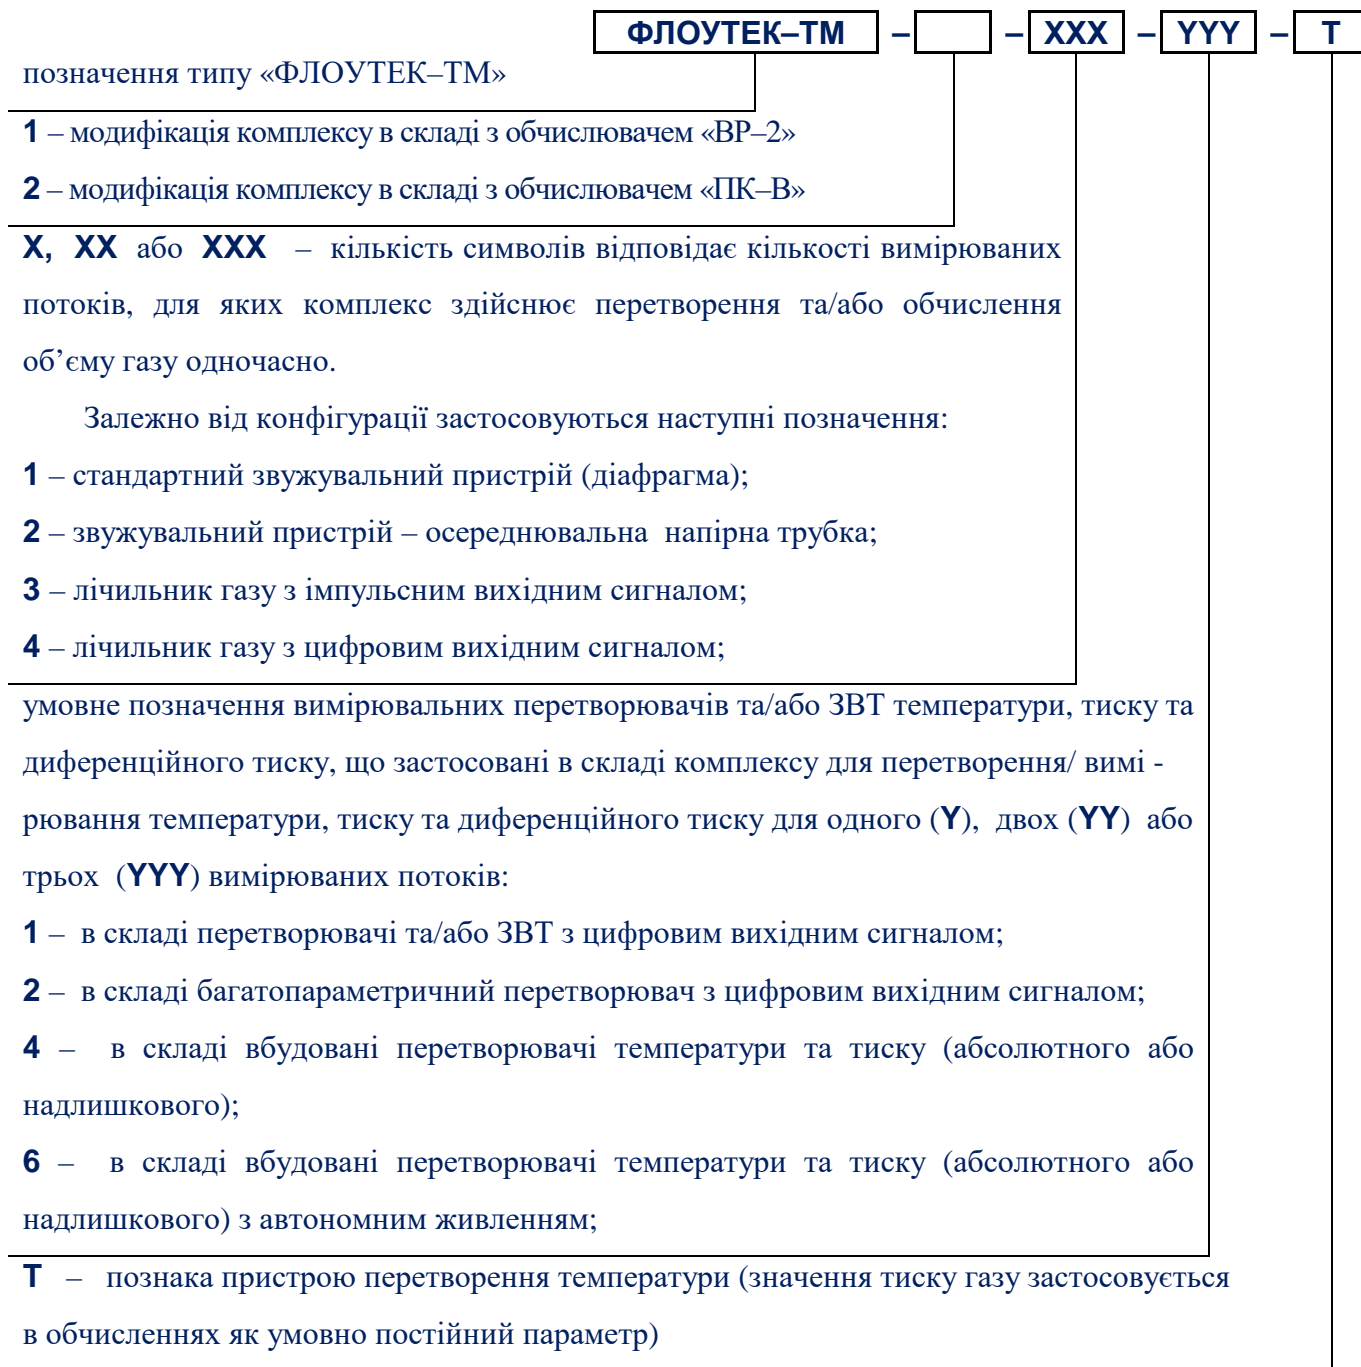 ФЛОУТЕК–ТМ – – XXX – YYY – Т
позначення типу «ФЛОУТЕК–ТМ»
1 – модифікація комплексу в складі з обчислювачем «ВР–2»
2 – модифікація комплексу в складі з обчислювачем «ПК–В»
X, XX або XXX – кількість символів відповідає кількості вимірюваних
потоків, для яких комплекс здійснює перетворення та/або обчислення
об’єму газу одночасно.
Залежно від конфігурації застосовуються наступні позначення:
1 – стандартний звужувальний пристрій (діафрагма);
2 – звужувальний пристрій – осереднювальна напірна трубка;
3 – лічильник газу з імпульсним вихідним сигналом;
4 – лічильник газу з цифровим вихідним сигналом;
умовне позначення вимірювальних перетворювачів та/або ЗВТ температури, тиску та
диференційного тиску, що застосовані в складі комплексу для перетворення/ вимі -
рювання температури, тиску та диференційного тиску для одного (Y), двох (YY) або
трьох (YYY) вимірюваних потоків:
1 – в складі перетворювачі та/або ЗВТ з цифровим вихідним сигналом;
2 – в складі багатопараметричний перетворювач з цифровим вихідним сигналом;
4 – в складі вбудовані перетворювачі температури та тиску (абсолютного або
надлишкового);
6 – в складі вбудовані перетворювачі температури та тиску (абсолютного або
надлишкового) з автономним живленням;
Т – познака пристрою перетворення температури (значення тиску газу застосовується
в обчисленнях як умовно постійний параметр)